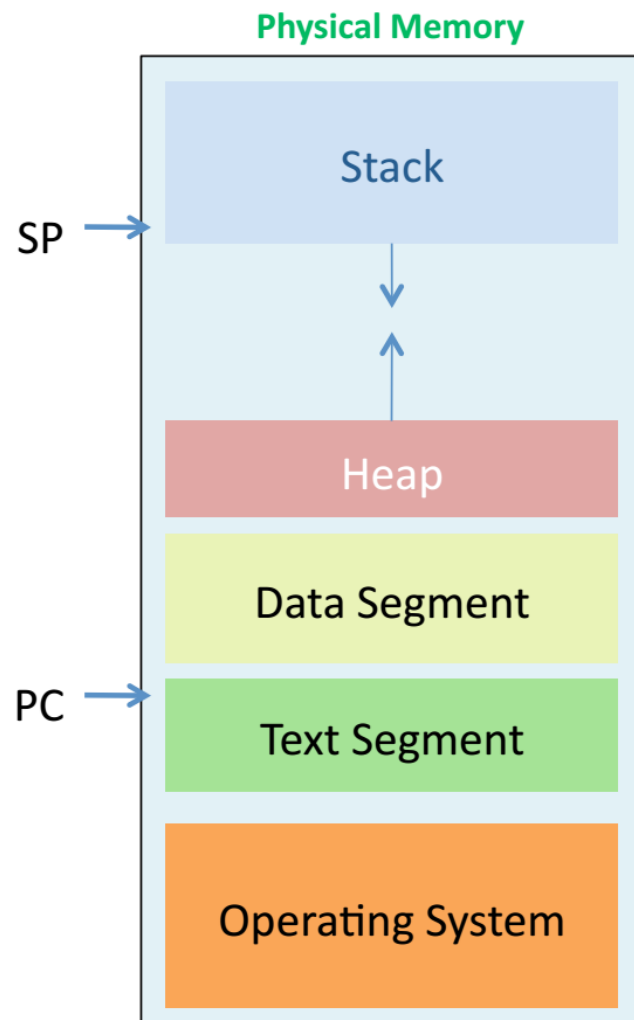 Physical Memory
Stack
SP
Heap
Data Segment
PC
Text Segment
Operating System